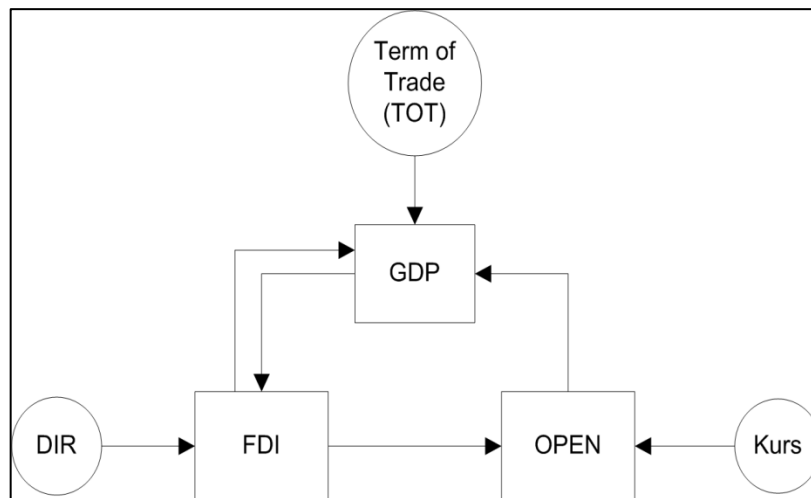 Term of
Trade
(TOT)
GDP
DIR
FDI
OPEN
Kurs